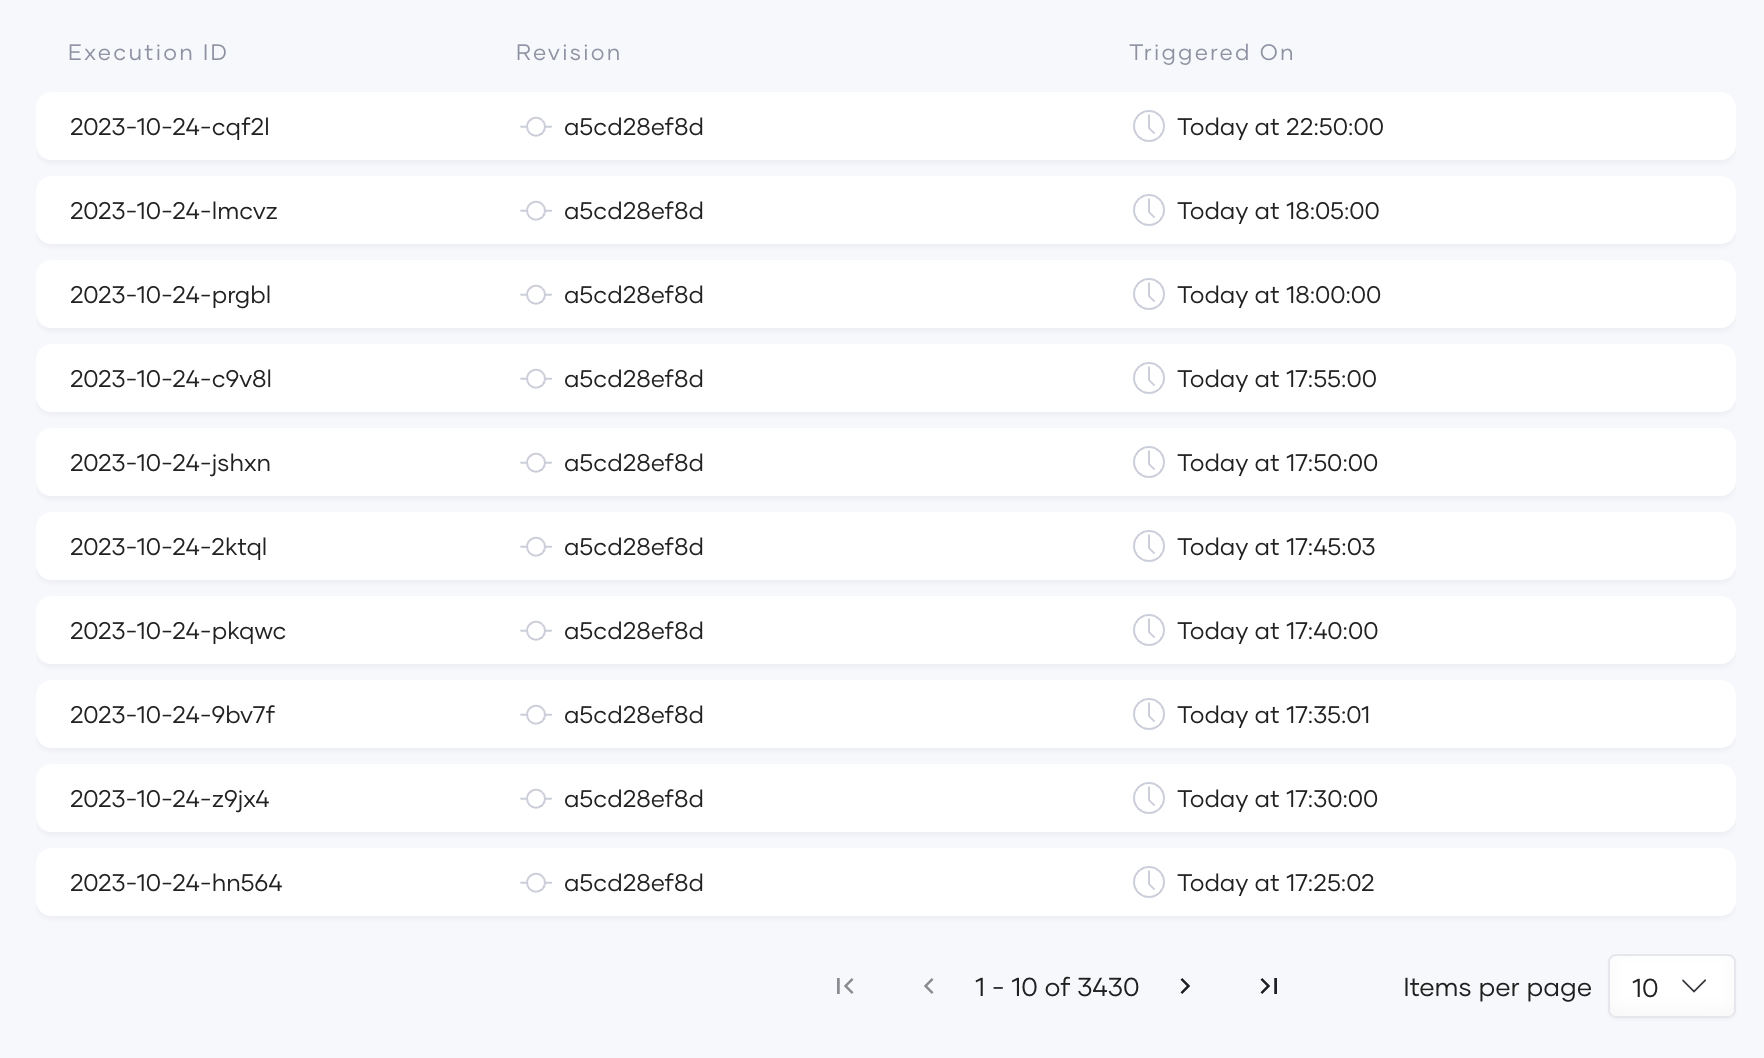 Execution ID Revision Triggered On
2023-10-24-cqf2l a5cd28ef8d Today at 22:50:00
2023-10-24-lmcvz a5cd28ef8d Today at 18:05:00
2023-10-24-prgbl a5cd28ef8d Today at 18:00:00
2023-10-24-c9v8l a5cd28ef8d Today at 17:55:00
2023-10-24-jshxn a5cd28ef8d Today at 17:50:00
2023-10-24-2ktql a5cd28ef8d Today at 17:45:03
2023-10-24-pkqwc a5cd28ef8d Today at 17:40:00
2023-10-24-9bv7f a5cd28ef8d Today at 17:35:01
2023-10-24-z9jx4 a5cd28ef8d Today at 17:30:00
2023-10-24-hn564 a5cd28ef8d Today at 17:25:02
1 - 10 of 3430 Items per page 10